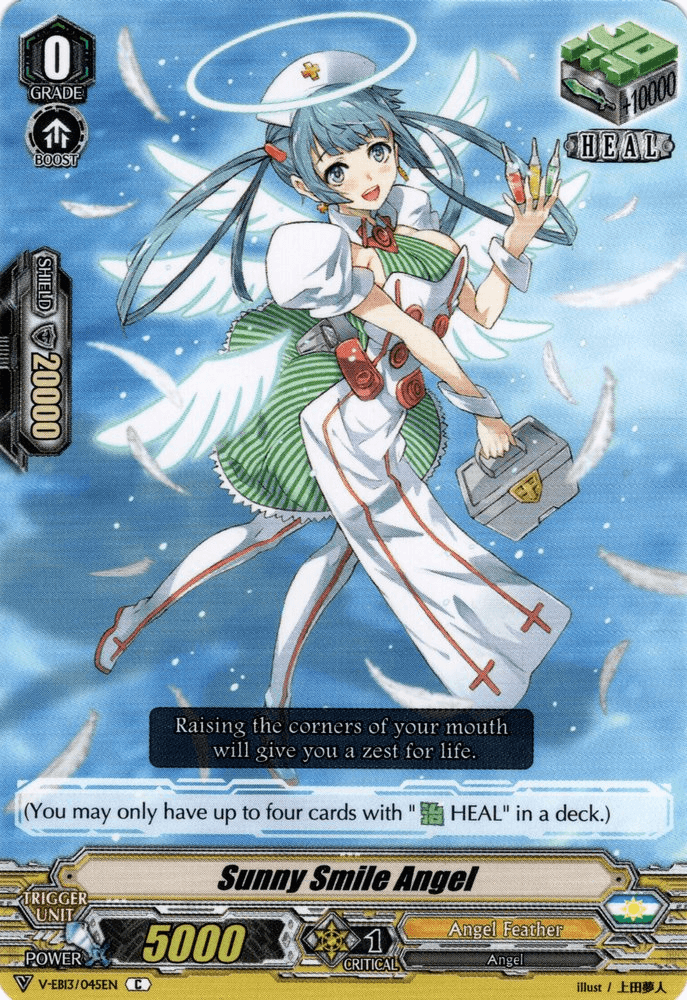 0
GRADE
BOOST
治
+10000
HEAL
SHIELD
20000
Raising the corners of your mouth
will give you a zest for life.
(You may only have up to four cards with "治 HEAL" in a deck.)
Sunny Smile Angel
TRIGGER
UNIT
POWER
5000
1
CRITICAL
Angel Feather
Angel
V-EB13/045EN C
illust / 上田夢人